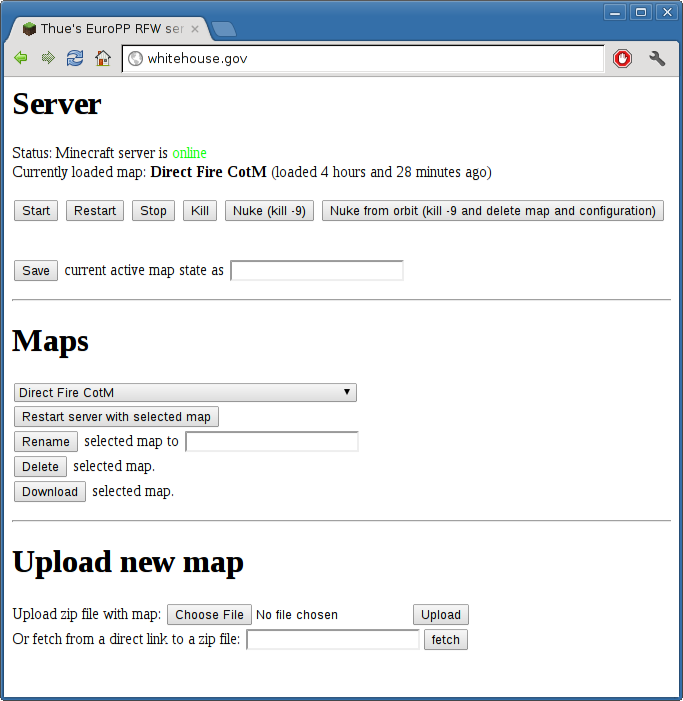 Thue's EuroPP RFW ser
whitehouse.gov
Server
Status: Minecraft server is online
Currently loaded map: Direct Fire CotM (loaded 4 hours and 28 minutes ago)
Start Restart Stop Kill Nuke (kill -9) Nuke from orbit (kill -9 and delete map and configuration)
Save current active map state as
Maps
Direct Fire CotM
Restart server with selected map
Rename selected map to
Delete selected map.
Download selected map.
Upload new map
Upload zip file with map: Choose File No file chosen Upload
Or fetch from a direct link to a zip file: fetch